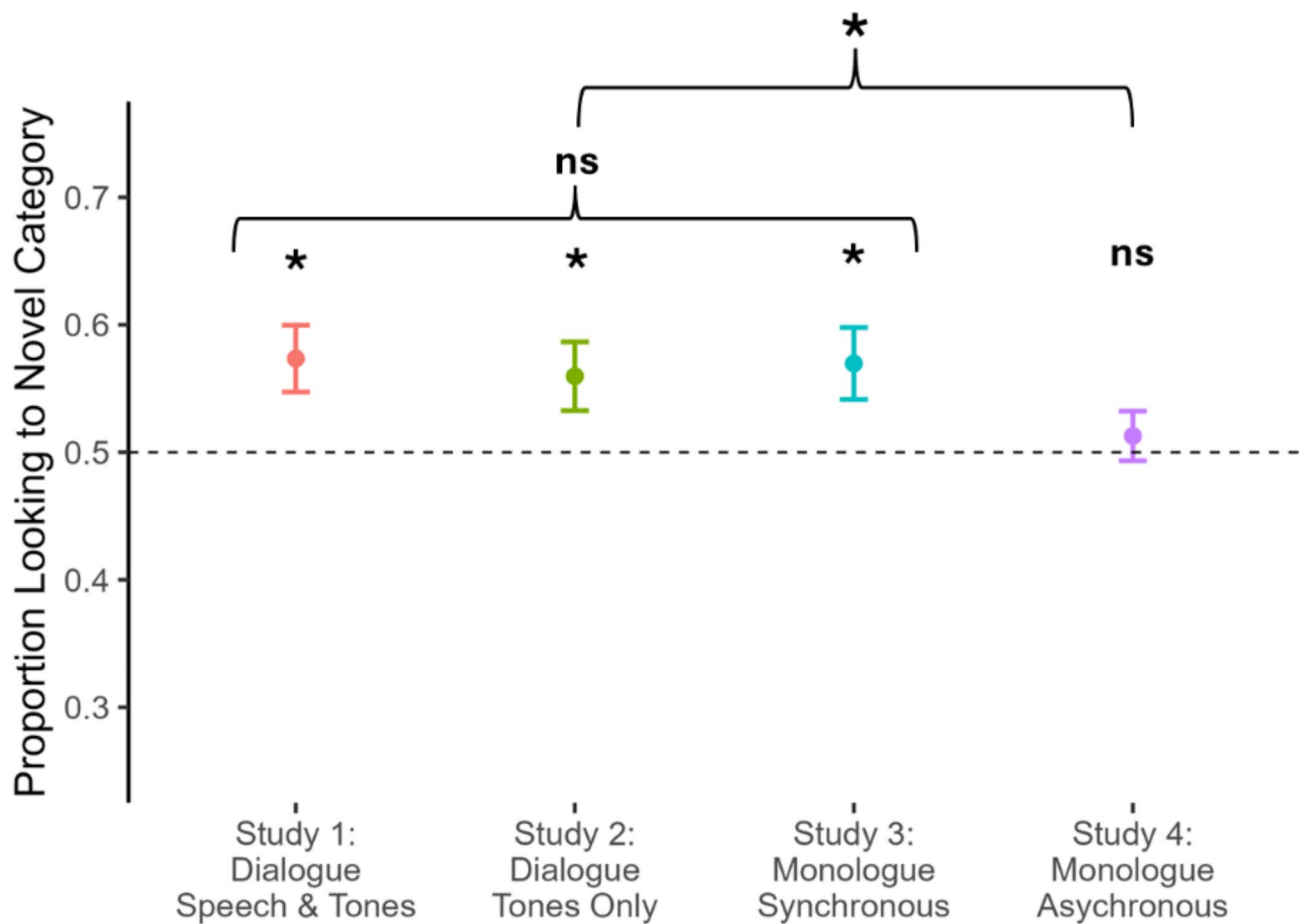 *
ns
* * * ns
Proportion Looking to Novel Category
0.7
0.6
0.5
0.4
0.3
Study 1:
Dialogue
Speech & Tones
Study 2:
Dialogue
Tones Only
Study 3:
Monologue
Synchronous
Study 4:
Monologue
Asychronous